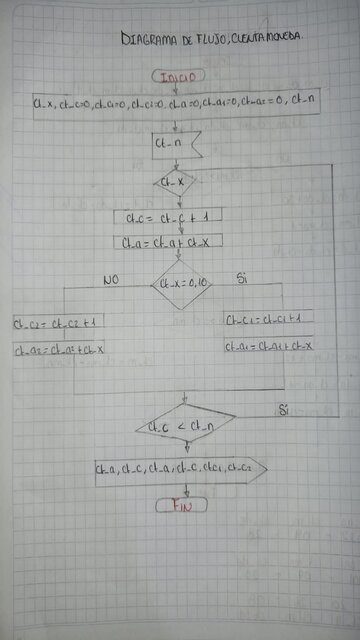 DIAGRAMA DE FLUJO, CUENTA MONEDA.
INICIO
ct_x, ct_c=0, ct_c1=0, ct_c2=0, ct_a=0, ct_a1=0, ct_a2=0, ct_n
ct_n
ct_x
ct_c = ct_c + 1
ct_a = ct_a + ct_x
NO
ct_x=0,10
Si
ct_c2 = ct_c2 + 1
ct_c1 = ct_c1 + 1
ct_a2 = ct_a2 + ct_x
ct_a1 = ct_a1 + ct_x
ct_c < ct_n
Si
ct_a, ct_c, ct_a, ct_c, ct_c1, ct_c2
FIN